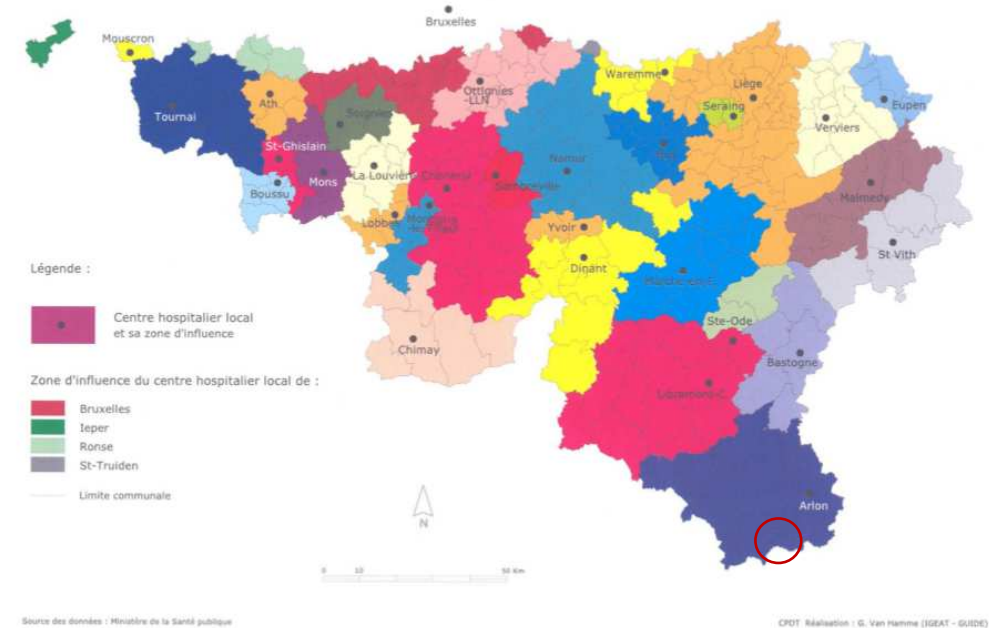 Bruxelles
Mouscron
Waremme
Liège
Ottignies
-LLN
Ath
Seraing
Eupen
Tournai
Soignies
Verviers
St-Ghislain
Namur
Mons
La Louvière
Charleroi
Sambreville
Boussu
Malmedy
Lobbes
Yvoir
St Vith
Dinant
Marche-en-F.
Légende :
Centre hospitalier local
et sa zone d'influence
Ste-Ode
Chimay
Bastogne
Zone d'influence du centre hospitalier local de :
Libramont-C.
Bruxelles
Ieper
Ronse
St-Truiden
Limite communale
Arlon
N
0 10 50 Km
Source des données : Ministère de la Santé publique
CPDT Réalisation : G. Van Hamme (IGEAT - GUIDE)